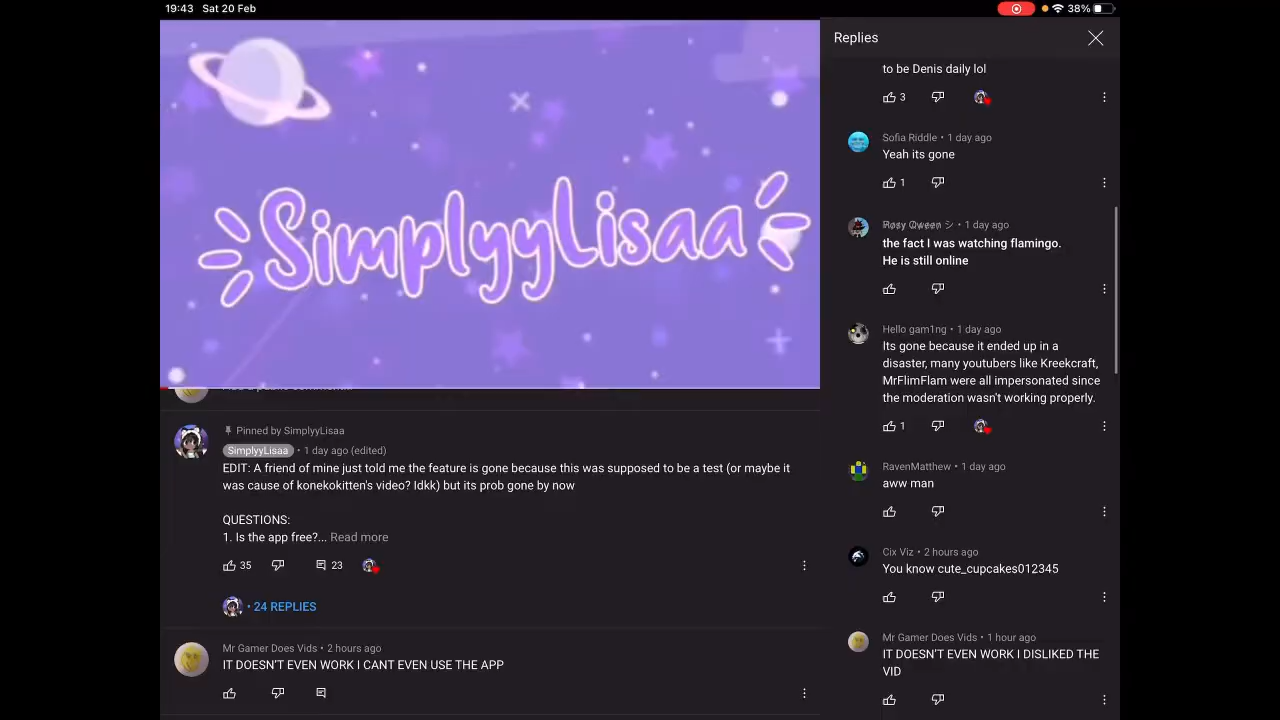 19:43 Sat 20 Feb
38%
SimplyyLisaa
Pinned by SimplyyLisaa
SimplyyLisaa • 1 day ago (edited)
EDIT: A friend of mine just told me the feature is gone because this was supposed to be a test (or maybe it
was cause of konekokitten's video? Idkk) but its prob gone by now
QUESTIONS:
1. Is the app free?... Read more
35
23
• 24 REPLIES
Mr Gamer Does Vids • 2 hours ago
IT DOESN'T EVEN WORK I CANT EVEN USE THE APP
Replies
to be Denis daily lol
3
Sofia Riddle • 1 day ago
Yeah its gone
1
シ • 1 day ago
the fact I was watching flamingo.
He is still online
Hello gam1ng • 1 day ago
Its gone because it ended up in a
disaster, many youtubers like Kreekcraft,
MrFlimFlam were all impersonated since
the moderation wasn't working properly.
1
RavenMatthew • 1 day ago
aww man
Cix Viz • 2 hours ago
You know cute_cupcakes012345
Mr Gamer Does Vids • 1 hour ago
IT DOESN'T EVEN WORK I DISLIKED THE
VID